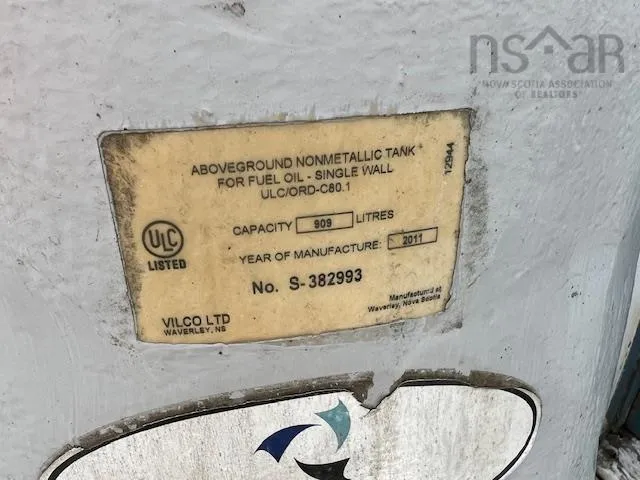 nsar
NOVA SCOTIA ASSOCIATION
OF REALTORS
ABOVEGROUND NONMETALLIC TANK
FOR FUEL OIL - SINGLE WALL
ULC/ORD-C80.1
12944
CAPACITY 909 LITRES
YEAR OF MANUFACTURE: 2011
No. S-382993
ULC
LISTED
VILCO LTD
WAVERLEY, NS
Manufactured at
Waverley, Nova Scotia